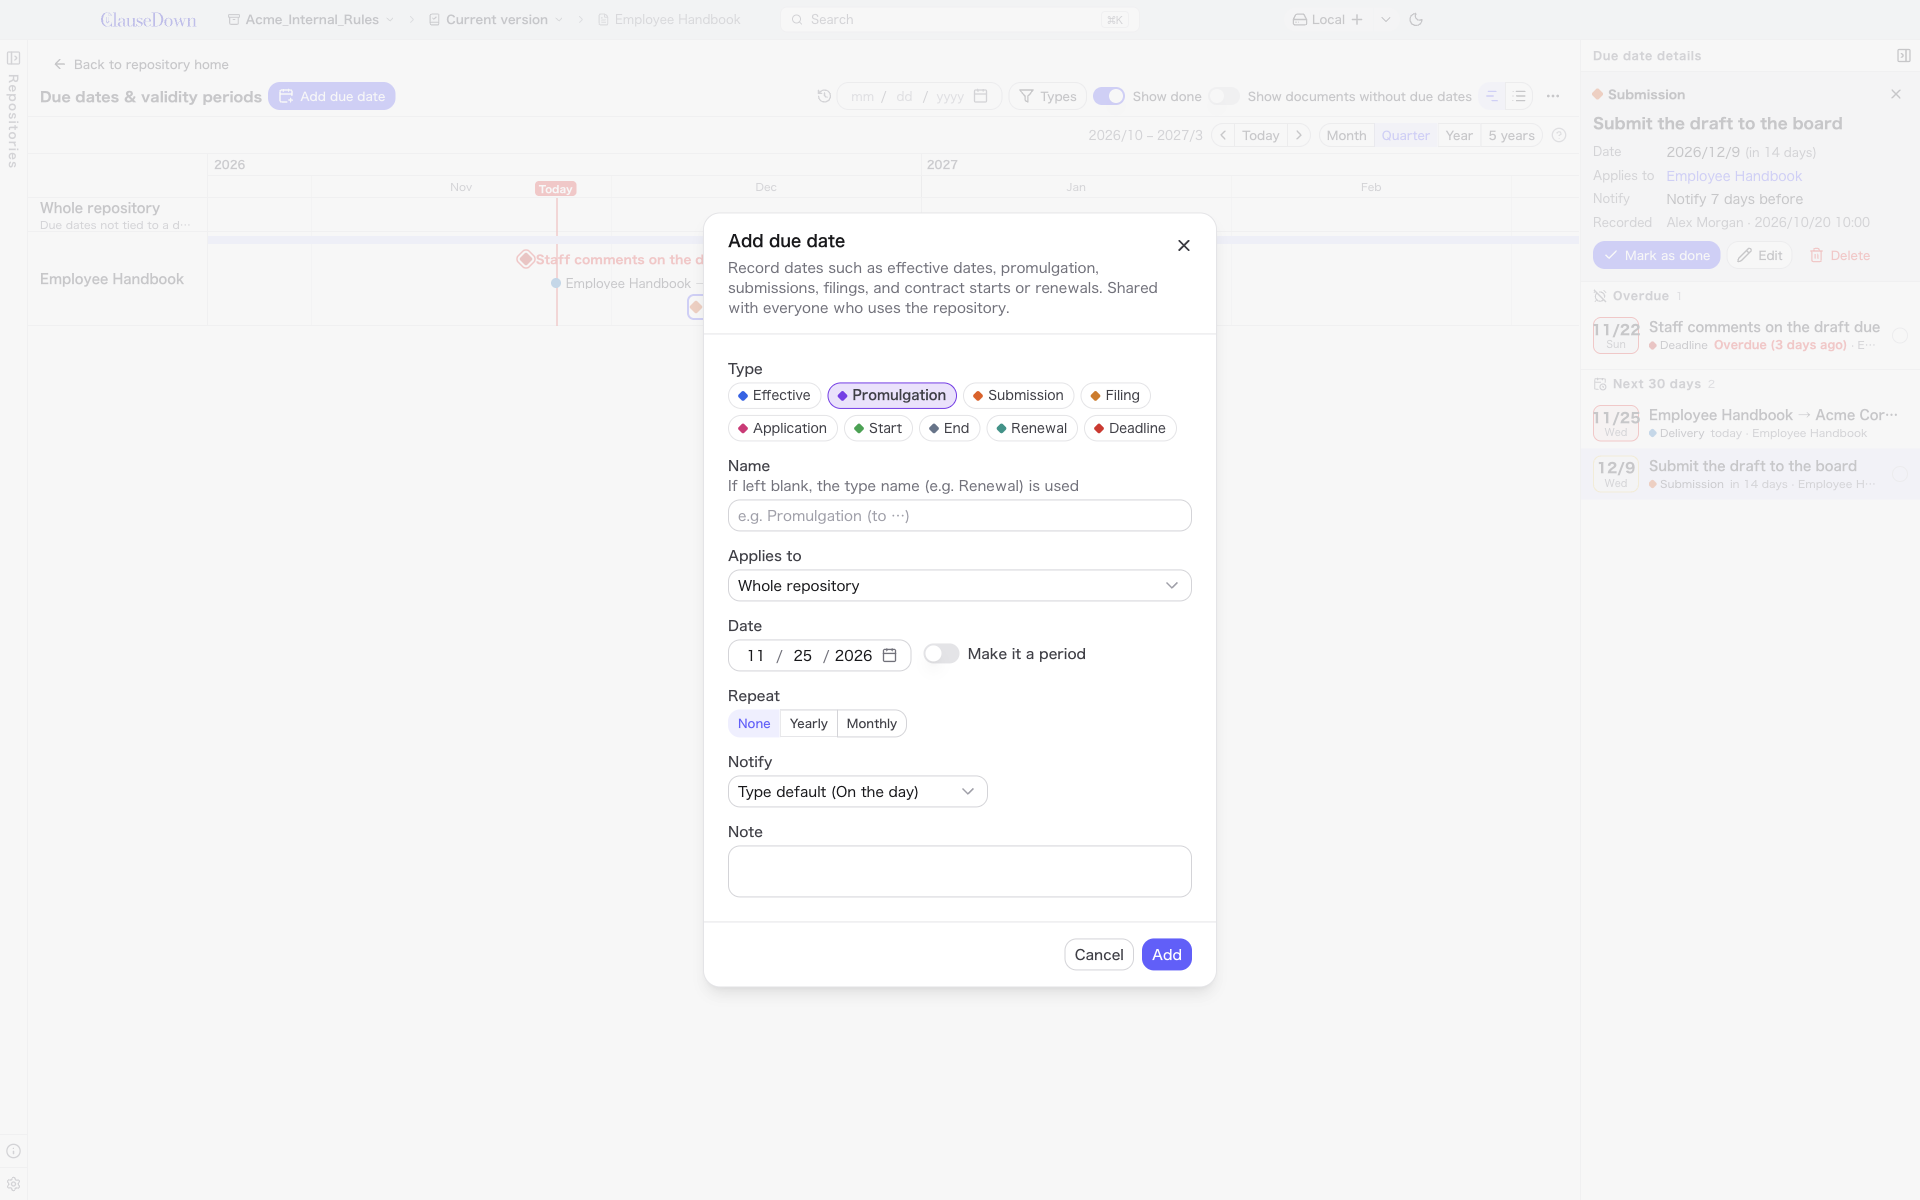 ClauseDown
Acme_Internal_Rules
Current version
Employee Handbook
Search
⌘K
Local
Repositories
Back to repository home
Due dates & validity periods
Add due date
mm / dd / yyyy
Types
Show done
Show documents without due dates
2026/10 – 2027/3
Today
Month
Quarter
Year
5 years
2026
2027
Nov
Today
Dec
Jan
Feb
Whole repository
Due dates not tied to a d…
Employee Handbook
Staff comments on the d
Employee Handbook –
Add due date
Record dates such as effective dates, promulgation,
submissions, filings, and contract starts or renewals. Shared
with everyone who uses the repository.
Type
Effective
Promulgation
Submission
Filing
Application
Start
End
Renewal
Deadline
Name
If left blank, the type name (e.g. Renewal) is used
e.g. Promulgation (to …)
Applies to
Whole repository
Date
11 / 25 / 2026
Make it a period
Repeat
None
Yearly
Monthly
Notify
Type default (On the day)
Note
Cancel
Add
Due date details
Submission
Submit the draft to the board
Date 2026/12/9 (in 14 days)
Applies to Employee Handbook
Notify Notify 7 days before
Recorded Alex Morgan · 2026/10/20 10:00
Mark as done
Edit
Delete
Overdue 1
11/22
Sun
Staff comments on the draft due
Deadline Overdue (3 days ago) · E…
Next 30 days 2
11/25
Wed
Employee Handbook → Acme Cor…
Delivery today · Employee Handbook
12/9
Wed
Submit the draft to the board
Submission in 14 days · Employee H…